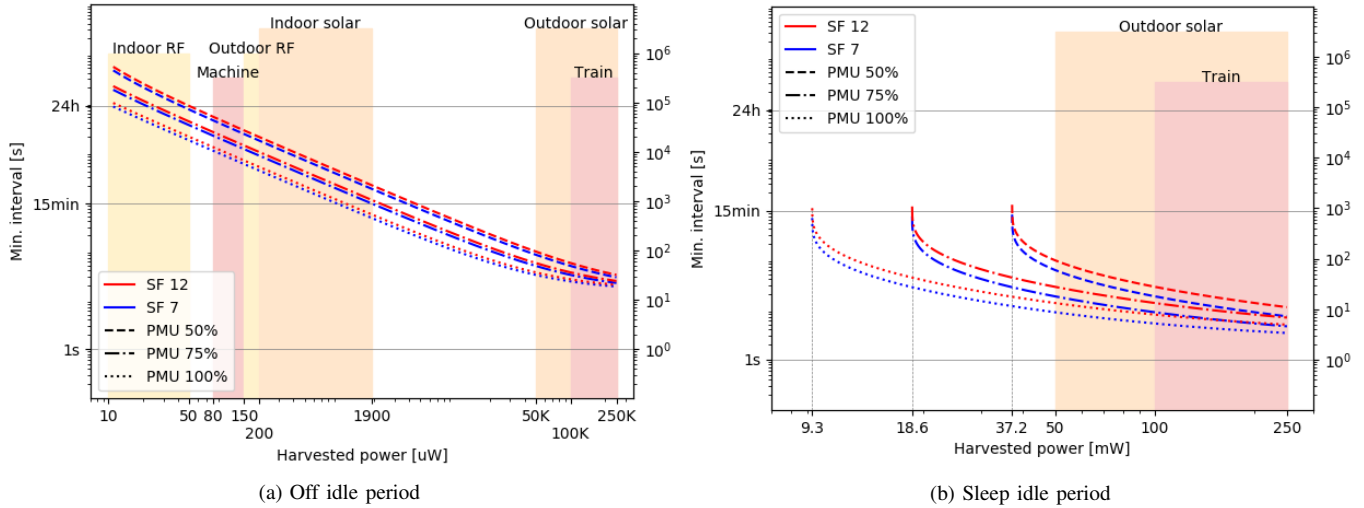 Indoor solar
Outdoor solar
Indoor RF
Outdoor RF
Machine
Train
24h
15min
1s
Min. interval [s]
10^6
10^5
10^4
10^3
10^2
10^1
10^0
SF 12
SF 7
PMU 50%
PMU 75%
PMU 100%
10
50
80
150
200
1900
50K
100K
250K
Harvested power [uW]
(a) Off idle period
SF 12
SF 7
PMU 50%
PMU 75%
PMU 100%
Outdoor solar
Train
24h
15min
1s
Min. interval [s]
10^6
10^5
10^4
10^3
10^2
10^1
10^0
9.3
18.6
37.2
50
100
250
Harvested power [mW]
(b) Sleep idle period